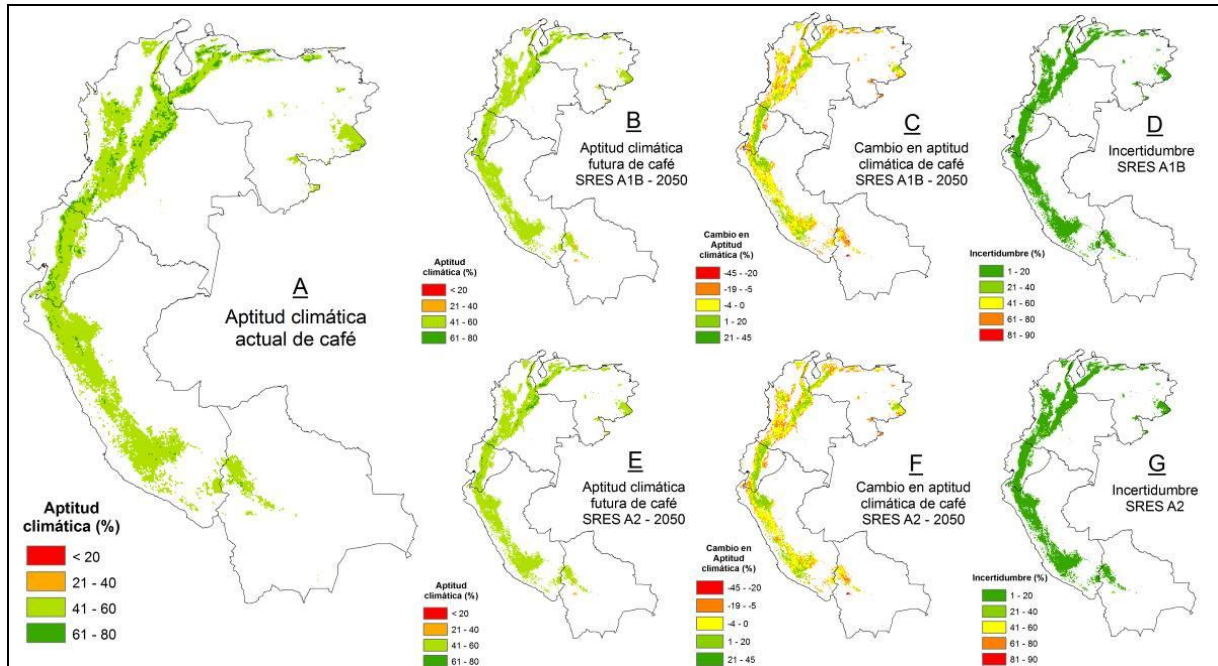 A
Aptitud climática
actual de café
Aptitud
climática (%)
< 20
21 - 40
41 - 60
61 - 80
B
Aptitud climática
futura de café
SRES A1B - 2050
Aptitud
climática (%)
< 20
21 - 40
41 - 60
61 - 80
C
Cambio en aptitud
climática de café
SRES A1B - 2050
Cambio en
Aptitud
climática (%)
-45 - -20
-19 - -5
-4 - 0
1 - 20
21 - 45
D
Incertidumbre
SRES A1B
Incertidumbre (%)
1 - 20
21 - 40
41 - 60
61 - 80
81 - 90
E
Aptitud climática
futura de café
SRES A2 - 2050
Aptitud
climática (%)
< 20
21 - 40
41 - 60
61 - 80
F
Cambio en aptitud
climática de café
SRES A2 - 2050
Cambio en
Aptitud
climática (%)
-45 - -20
-19 - -5
-4 - 0
1 - 20
21 - 45
G
Incertidumbre
SRES A2
Incertidumbre (%)
1 - 20
21 - 40
41 - 60
61 - 80
81 - 90